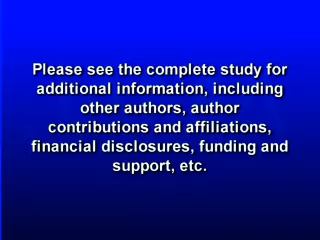 Please see the complete study for
additional information, including
other authors, author
contributions and affiliations,
financial disclosures, funding and
support, etc.